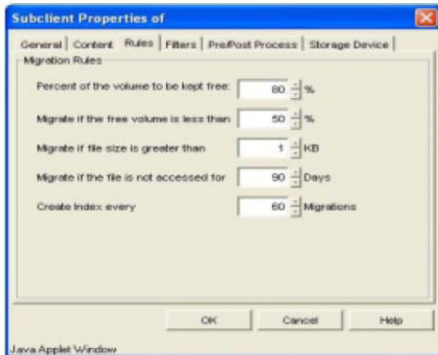 Subclient Properties of
General Content Rules Filters Pre/Post Process Storage Device
Migration Rules
Percent of the volume to be kept free: 80 %
Migrate if the free volume is less than 50 %
Migrate if file size is greater than 1 KB
Migrate if the file is not accessed for 90 Days
Create Index every 60 Migrations
OK Cancel Help
Java Applet Window